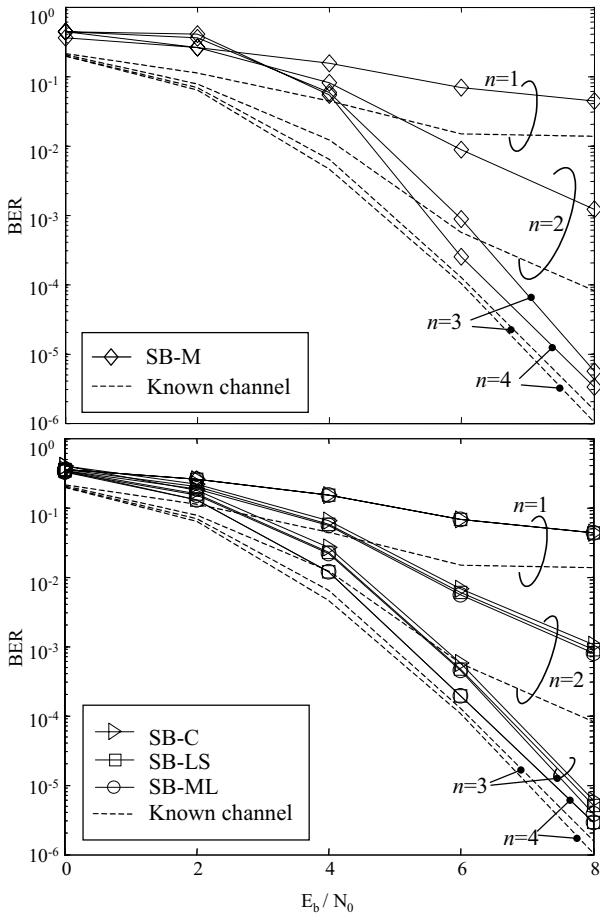 10^0
10^-1
10^-2
10^-3
10^-4
10^-5
10^-6
BER
n=1
n=2
n=3
n=4
SB-M
Known channel
10^0
10^-1
10^-2
10^-3
10^-4
10^-5
10^-6
BER
n=1
n=2
n=3
n=4
SB-C
SB-LS
SB-ML
Known channel
0 2 4 6 8
E_b / N_0